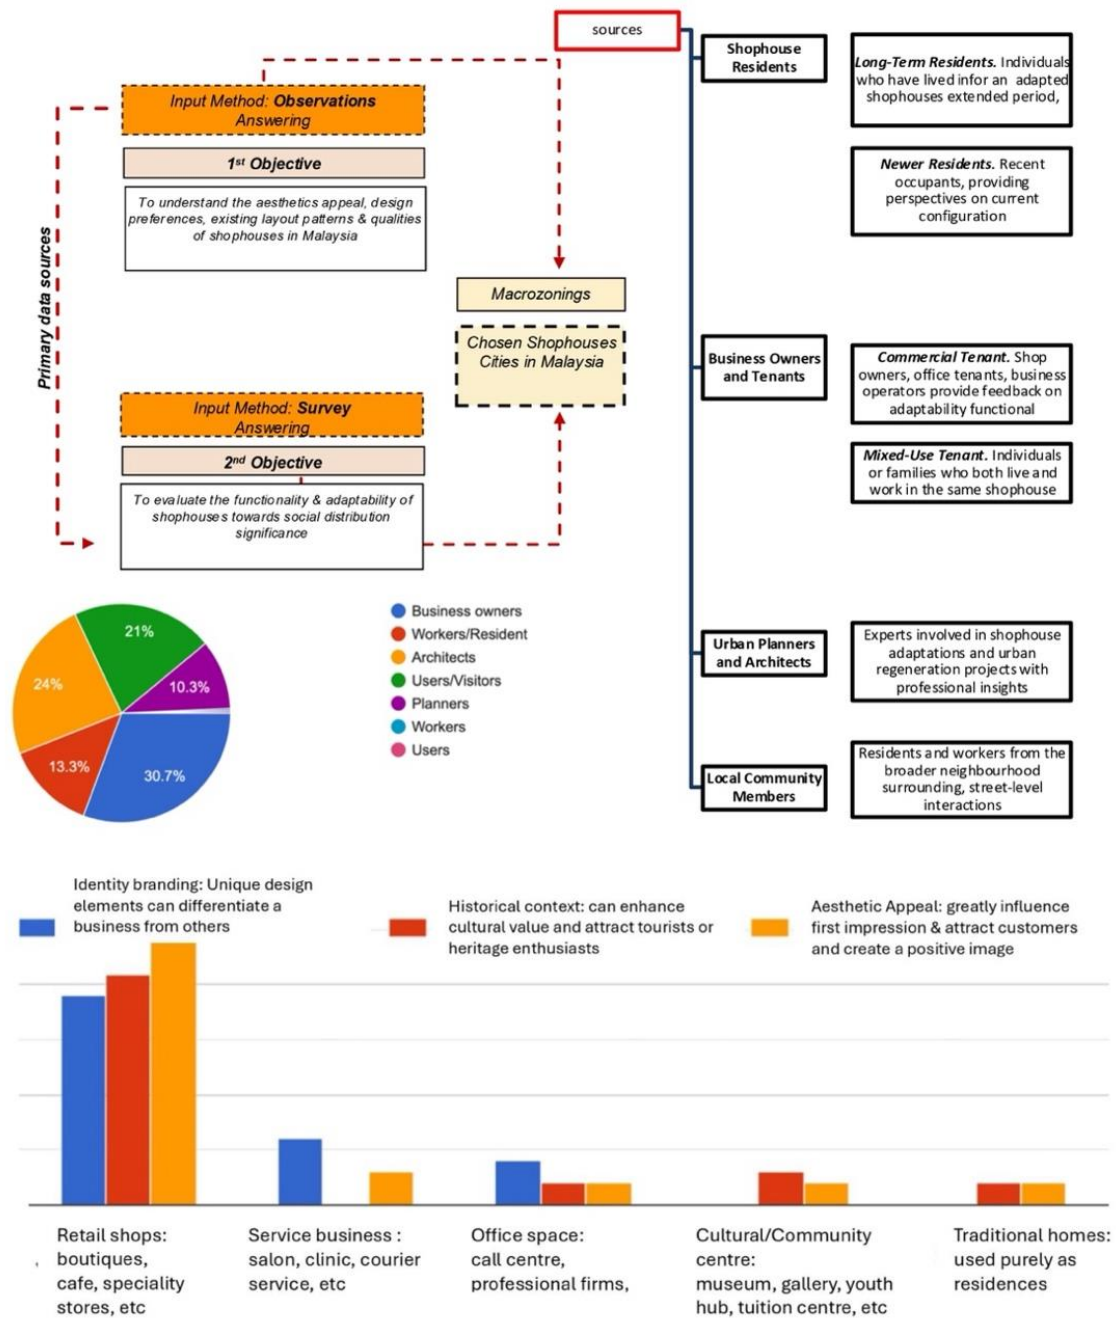 sources
Input Method: Observations
Answering
1st Objective
To understand the aesthetics appeal, design
preferences, existing layout patterns & qualities
of shophouses in Malaysia
Primary data sources
Macrozonings
Chosen Shophouses
Cities in Malaysia
Input Method: Survey
Answering
2nd Objective
To evaluate the functionality & adaptability of
shophouses towards social distribution
significance
Shophouse
Residents
Long-Term Residents. Individuals
who have lived infor an adapted
shophouses extended period,
Newer Residents. Recent
occupants, providing
perspectives on current
configuration
Business Owners
and Tenants
Commercial Tenant. Shop
owners, office tenants, business
operators provide feedback on
adaptability functional
Mixed-Use Tenant. Individuals
or families who both live and
work in the same shophouse
Urban Planners
and Architects
Experts involved in shophouse
adaptations and urban
regeneration projects with
professional insights
Local Community
Members
Residents and workers from the
broader neighbourhood
surrounding, street-level
interactions
21%
24%
10.3%
13.3%
30.7%
Business owners
Workers/Resident
Architects
Users/Visitors
Planners
Workers
Users
Identity branding: Unique design
elements can differentiate a
business from others
Historical context: can enhance
cultural value and attract tourists or
heritage enthusiasts
Aesthetic Appeal: greatly influence
first impression & attract customers
and create a positive image
Retail shops:
boutiques,
cafe, speciality
stores, etc
Service business :
salon, clinic, courier
service, etc
Office space:
call centre,
professional firms,
Cultural/Community
centre:
museum, gallery, youth
hub, tuition centre, etc
Traditional homes:
used purely as
residences